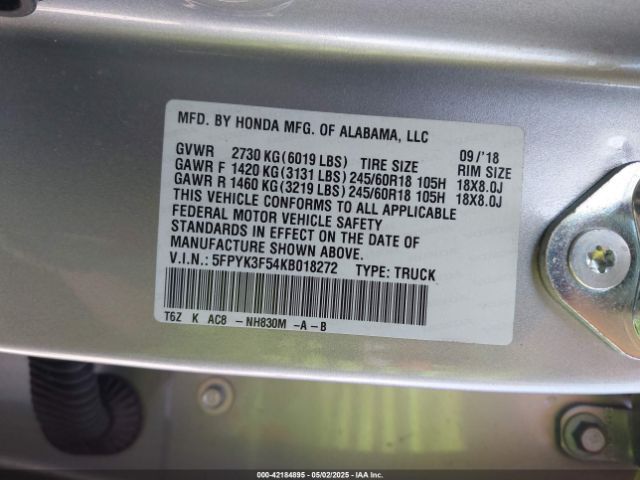 MFD. BY HONDA MFG. OF ALABAMA, LLC
GVWR 2730 KG (6019 LBS) TIRE SIZE 09/'18 RIM SIZE
GAWR F 1420 KG (3131 LBS) 245/60R18 105H 18X8.0J
GAWR R 1460 KG (3219 LBS) 245/60R18 105H 18X8.0J
THIS VEHICLE CONFORMS TO ALL APPLICABLE
FEDERAL MOTOR VEHICLE SAFETY
STANDARDS IN EFFECT ON THE DATE OF
MANUFACTURE SHOWN ABOVE.
V.I.N.: 5FPYK3F54KB018272 TYPE: TRUCK
T6Z K AC8 -NH830M -A-B
000-42184895 - 05/02/2025 - IAA Inc.